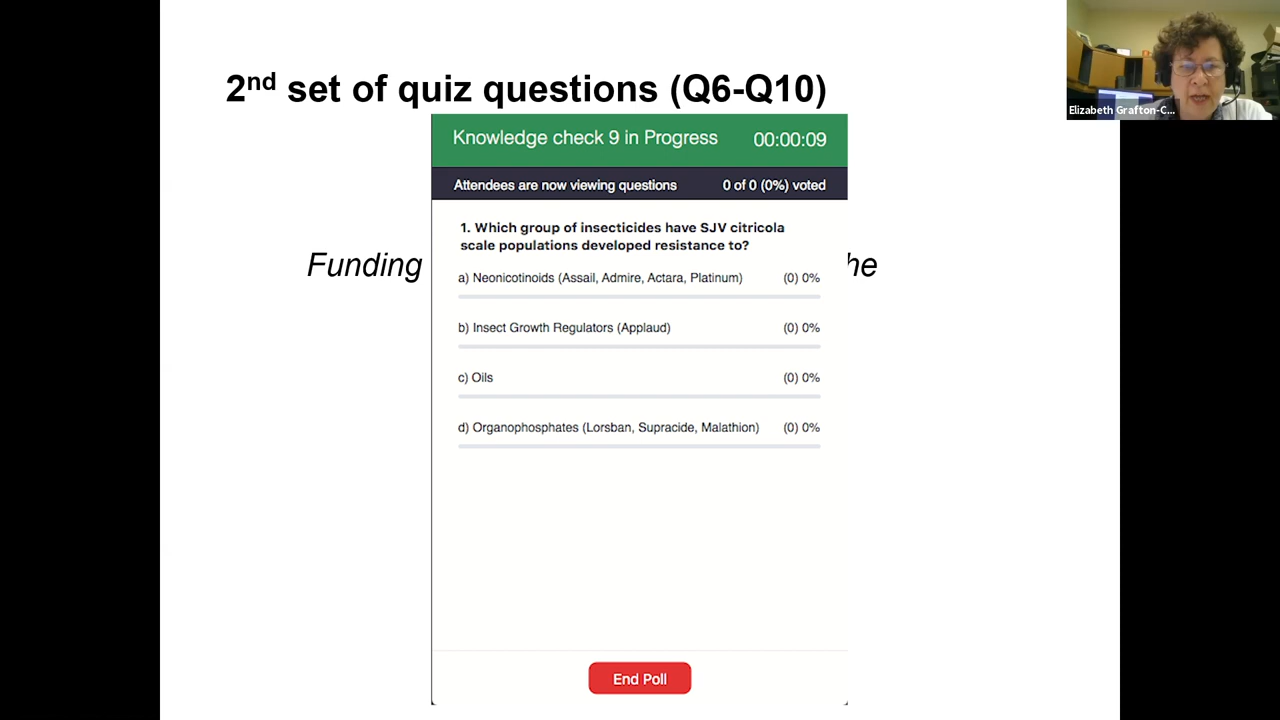 2nd set of quiz questions (Q6-Q10)
Elizabeth Grafton-C...
Knowledge check 9 in Progress 00:00:09
Attendees are now viewing questions 0 of 0 (0%) voted
1. Which group of insecticides have SJV citricola
scale populations developed resistance to?
Funding he
a) Neonicotinoids (Assail, Admire, Actara, Platinum) (0) 0%
b) Insect Growth Regulators (Applaud) (0) 0%
c) Oils (0) 0%
d) Organophosphates (Lorsban, Supracide, Malathion) (0) 0%
End Poll